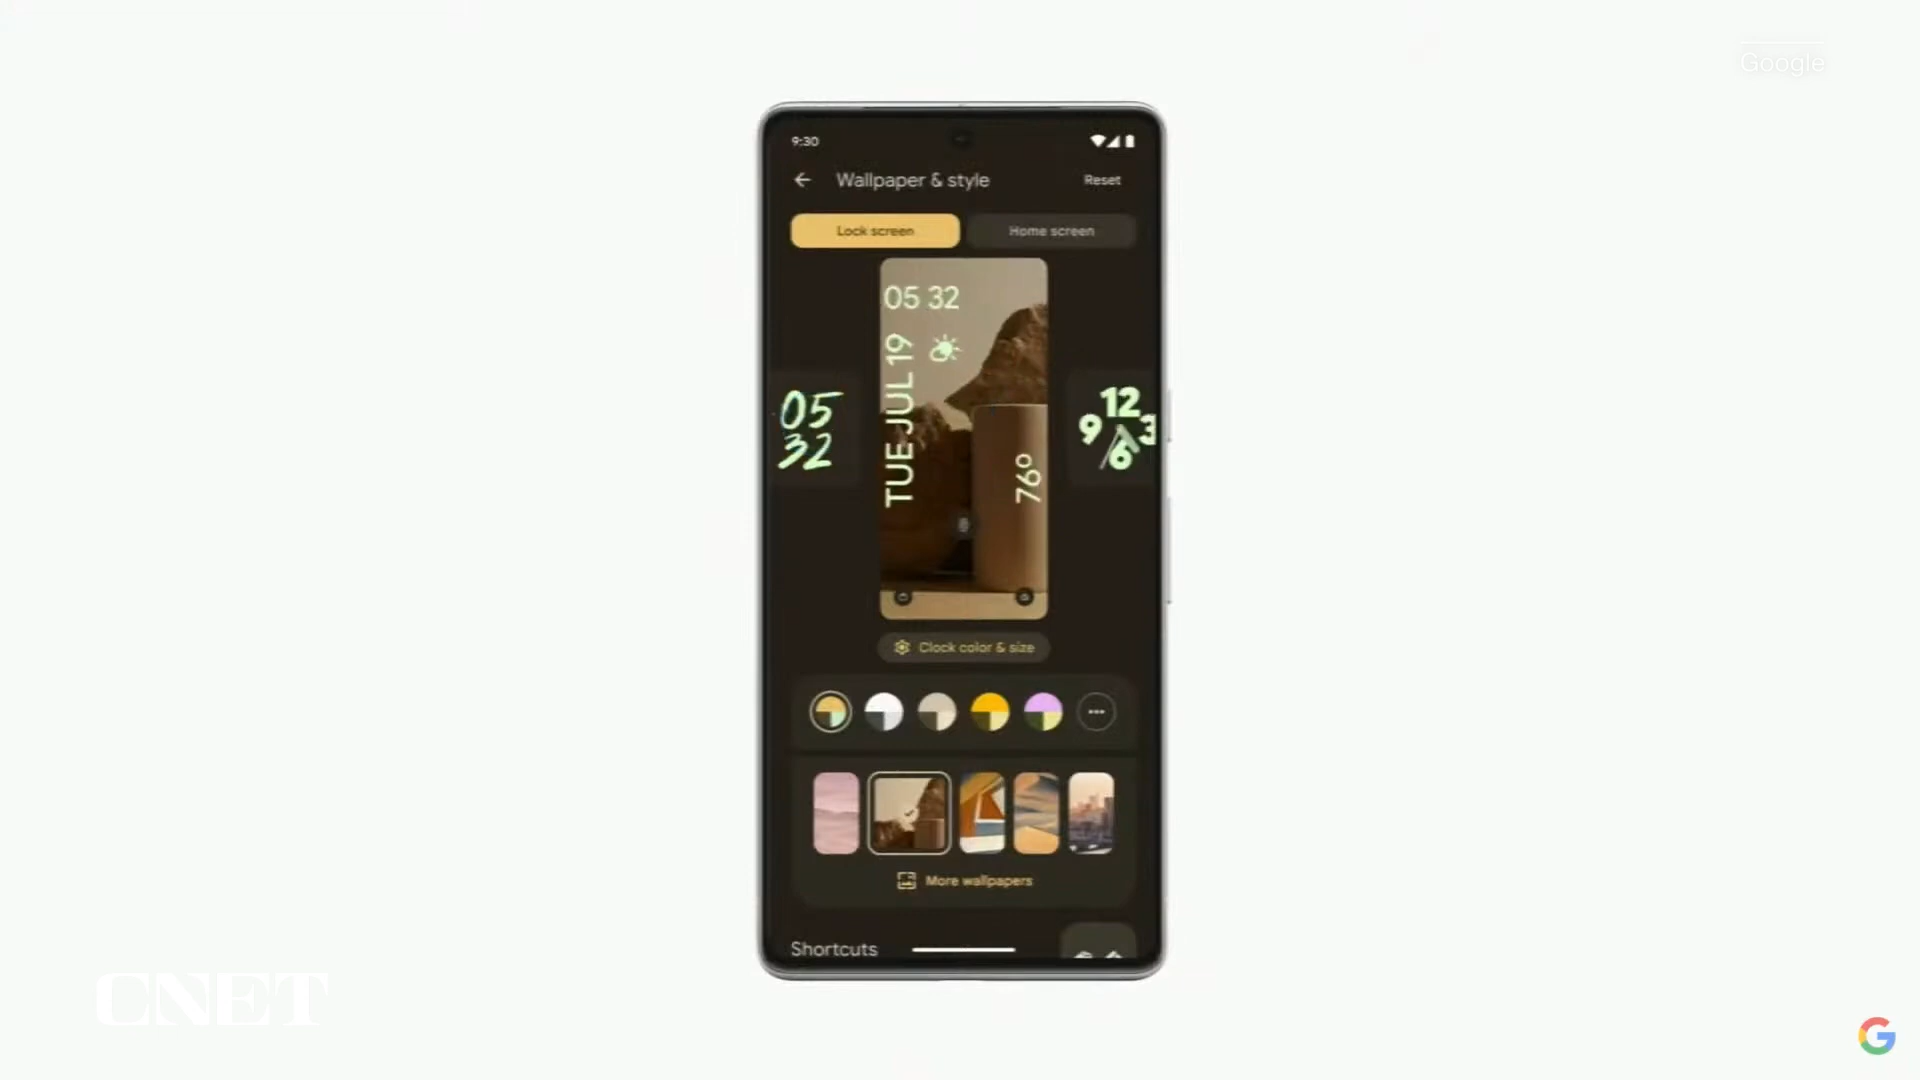 Google
9:30
Wallpaper & style
Reset
Lock screen
Home screen
05 32
TUE JUL 19
76°
05
32
12
9
3
6
Clock color & size
More wallpapers
Shortcuts
CNET
G